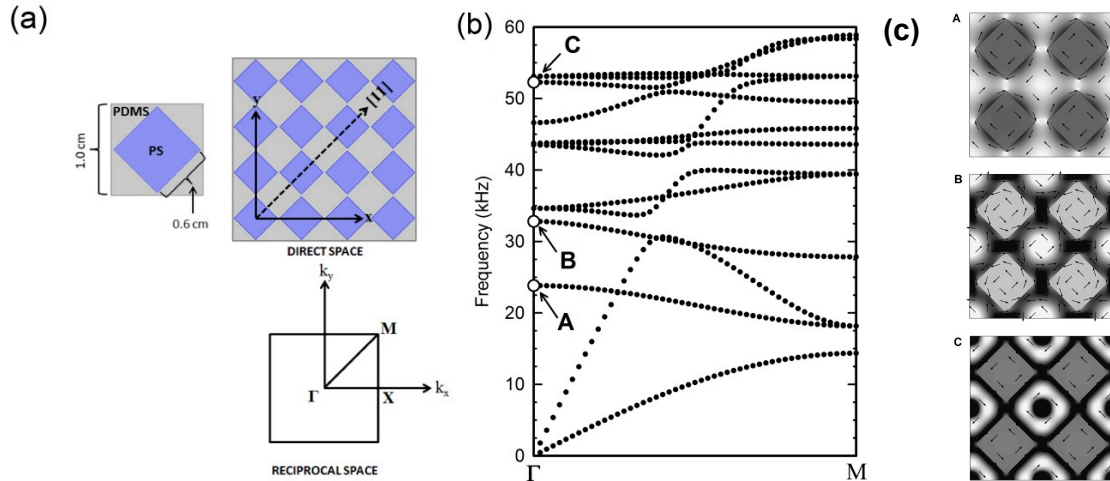 (a)
PDMS
PS
1.0 cm
0.6 cm
y
[11]
x
DIRECT SPACE
k_y
M
Γ
X
k_x
RECIPROCAL SPACE
(b)
60
50
40
30
20
10
0
Frequency (kHz)
C
B
A
Γ
M
(c)
A
B
C